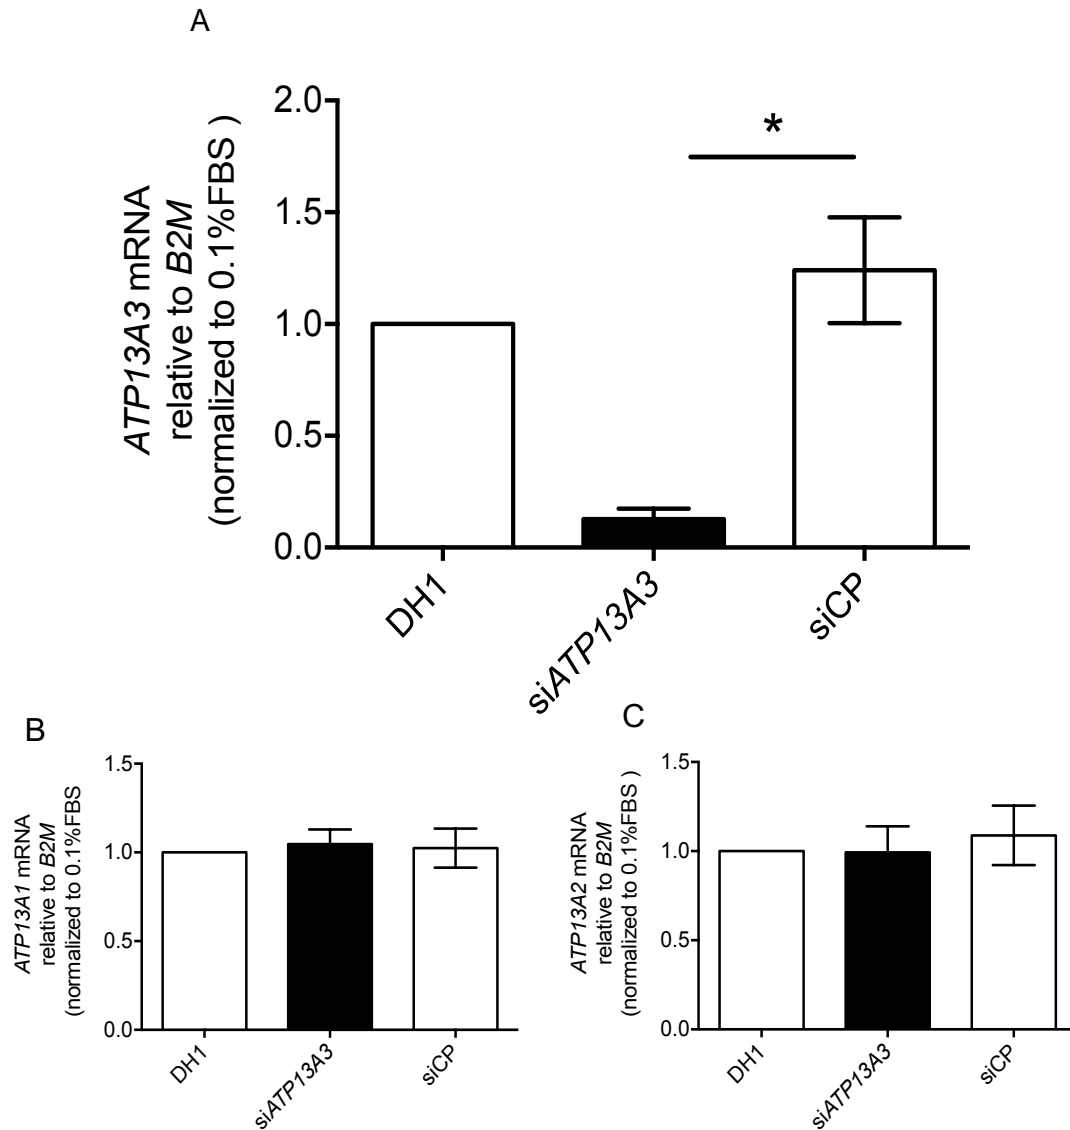 A
ATP13A3 mRNA
relative to B2M
(normalized to 0.1%FBS )
2.0
1.5
1.0
0.5
0.0
*
DH1
siATP13A3
siCP
B
ATP13A1 mRNA
relative to B2M
(normalized to 0.1%FBS
1.5
1.0
0.5
0.0
DH1
siATP13A3
siCP
C
ATP13A2 mRNA
relative to B2M
(normalized to 0.1%FBS )
1.5
1.0
0.5
0.0
DH1
siATP13A3
siCP